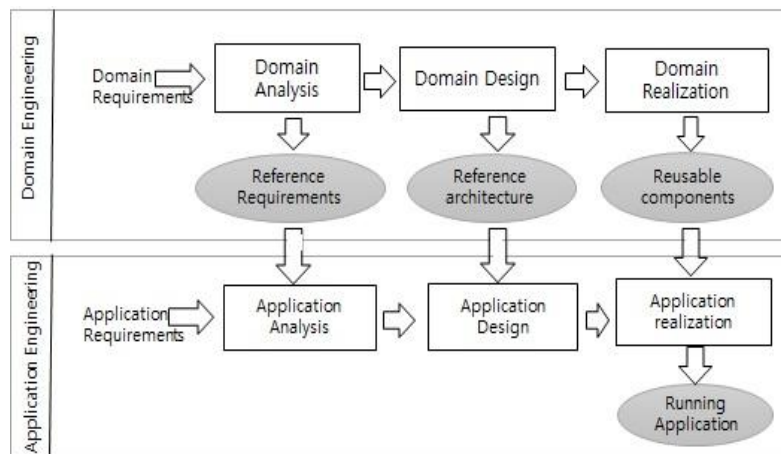 Domain Engineering
Domain
Requirements
Domain
Analysis
Domain Design
Domain
Realization
Reference
Requirements
Reference
architecture
Reusable
components
Application Engineering
Application
Requirements
Application
Analysis
Application
Design
Application
realization
Running
Application